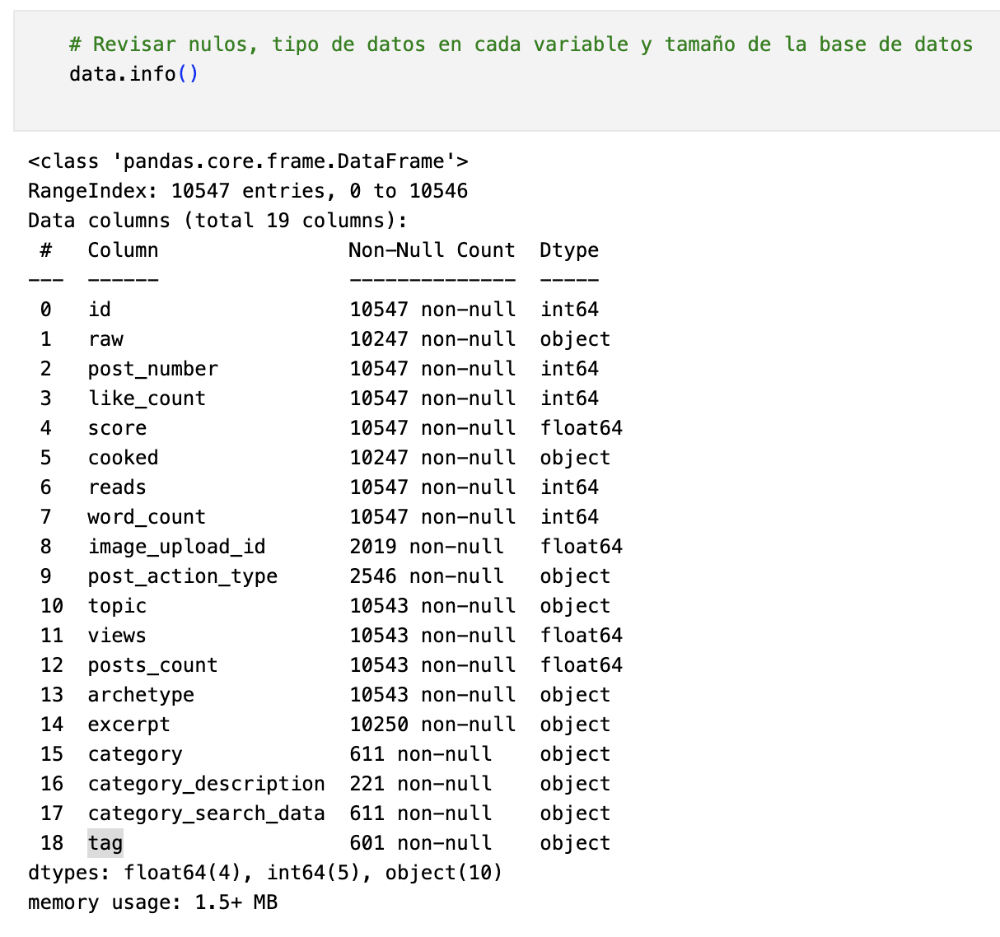 # Revisar nulos, tipo de datos en cada variable y tamaño de la base de datos
data.info()
<class 'pandas.core.frame.DataFrame'>
RangeIndex: 10547 entries, 0 to 10546
Data columns (total 19 columns):
 #   Column                Non-Null Count  Dtype
---  ------                --------------  -----
 0   id                    10547 non-null  int64
 1   raw                   10247 non-null  object
 2   post_number           10547 non-null  int64
 3   like_count            10547 non-null  int64
 4   score                 10547 non-null  float64
 5   cooked                10247 non-null  object
 6   reads                 10547 non-null  int64
 7   word_count            10547 non-null  int64
 8   image_upload_id       2019 non-null   float64
 9   post_action_type      2546 non-null   object
 10  topic                 10543 non-null  object
 11  views                 10543 non-null  float64
 12  posts_count           10543 non-null  float64
 13  archetype             10543 non-null  object
 14  excerpt               10250 non-null  object
 15  category              611 non-null    object
 16  category_description  221 non-null    object
 17  category_search_data  611 non-null    object
 18  tag                   601 non-null    object
dtypes: float64(4), int64(5), object(10)
memory usage: 1.5+ MB